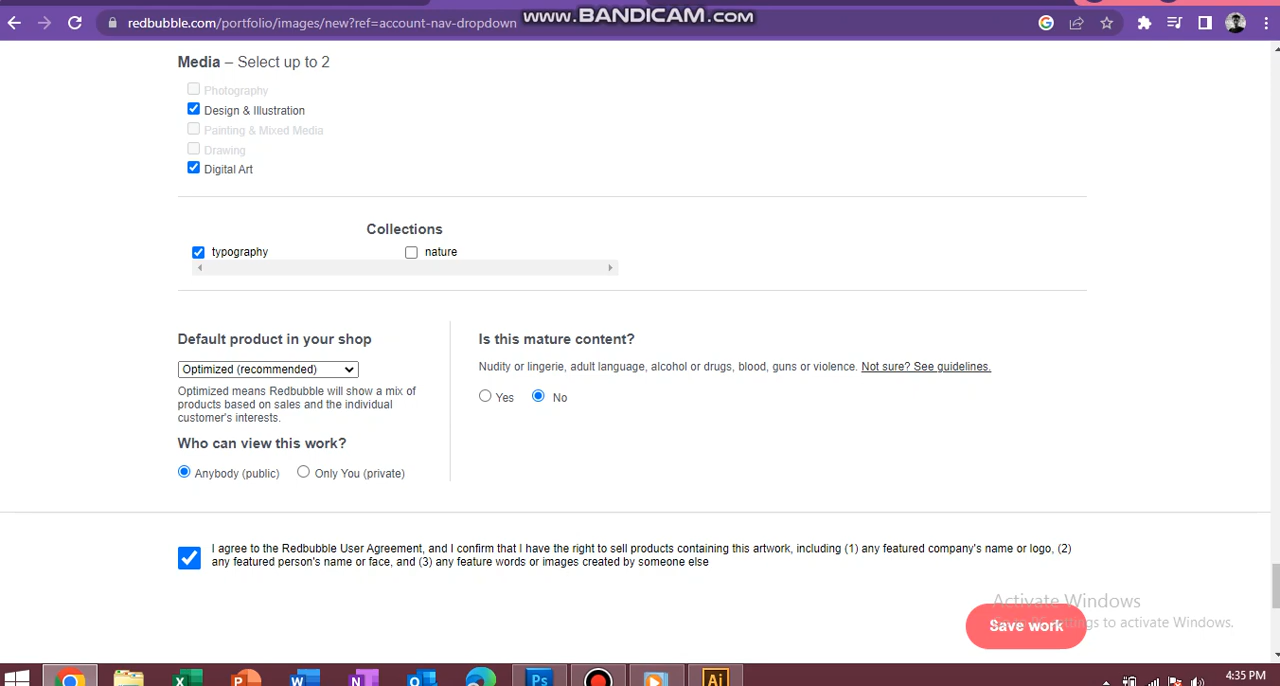 www.BANDICAM.com
redbubble.com/portfolio/images/new?ref=account-nav-dropdown
Media – Select up to 2
Photography
Design & Illustration
Painting & Mixed Media
Drawing
Digital Art
Collections
typography
nature
Default product in your shop
Optimized (recommended)
Optimized means Redbubble will show a mix of
products based on sales and the individual
customer's interests.
Who can view this work?
Anybody (public)
Only You (private)
Is this mature content?
Nudity or lingerie, adult language, alcohol or drugs, blood, guns or violence. Not sure? See guidelines.
Yes
No
I agree to the Redbubble User Agreement, and I confirm that I have the right to sell products containing this artwork, including (1) any featured company's name or logo, (2)
any featured person's name or face, and (3) any feature words or images created by someone else
Activate Windows
settings to activate Windows.
Save work
4:35 PM